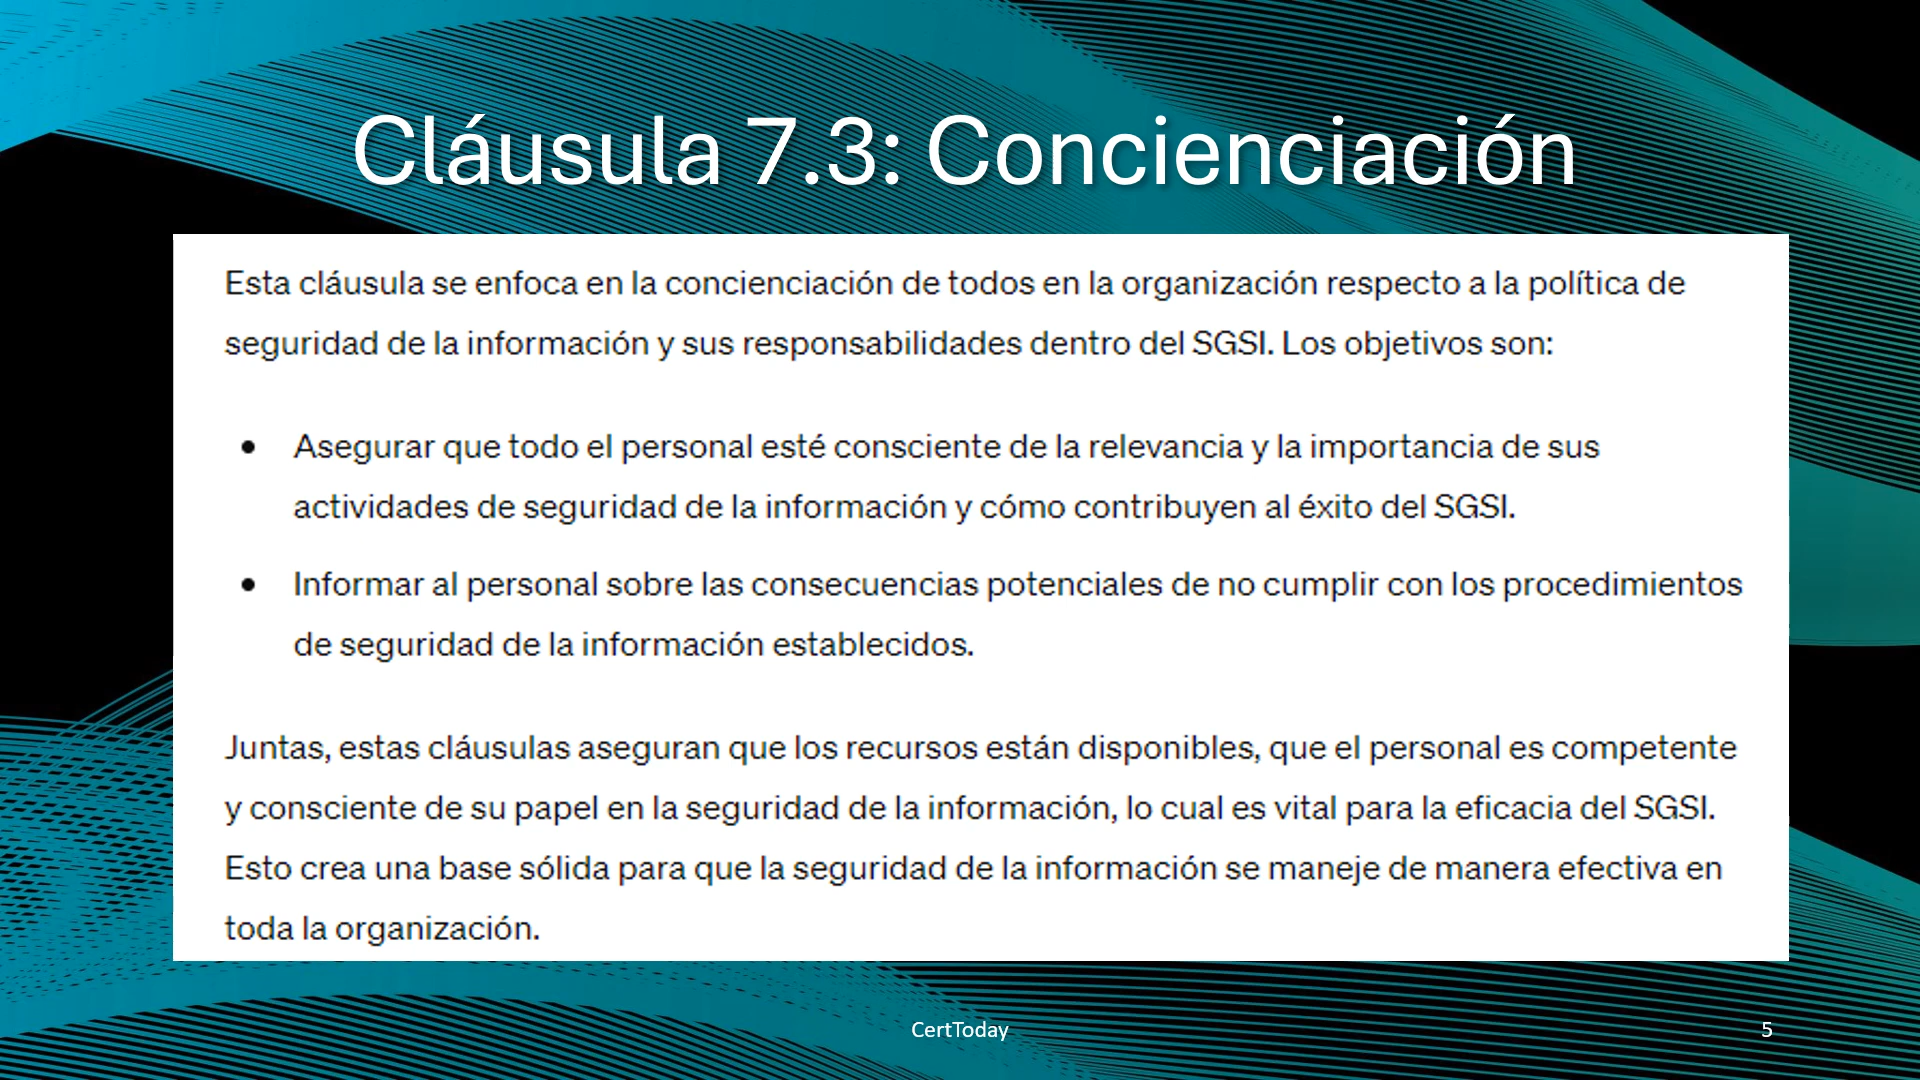 Cláusula 7.3: Concienciación
Esta cláusula se enfoca en la concienciación de todos en la organización respecto a la política de
seguridad de la información y sus responsabilidades dentro del SGSI. Los objetivos son:
• Asegurar que todo el personal esté consciente de la relevancia y la importancia de sus
actividades de seguridad de la información y cómo contribuyen al éxito del SGSI.
• Informar al personal sobre las consecuencias potenciales de no cumplir con los procedimientos
de seguridad de la información establecidos.
Juntas, estas cláusulas aseguran que los recursos están disponibles, que el personal es competente
y consciente de su papel en la seguridad de la información, lo cual es vital para la eficacia del SGSI.
Esto crea una base sólida para que la seguridad de la información se maneje de manera efectiva en
toda la organización.
CertToday
5